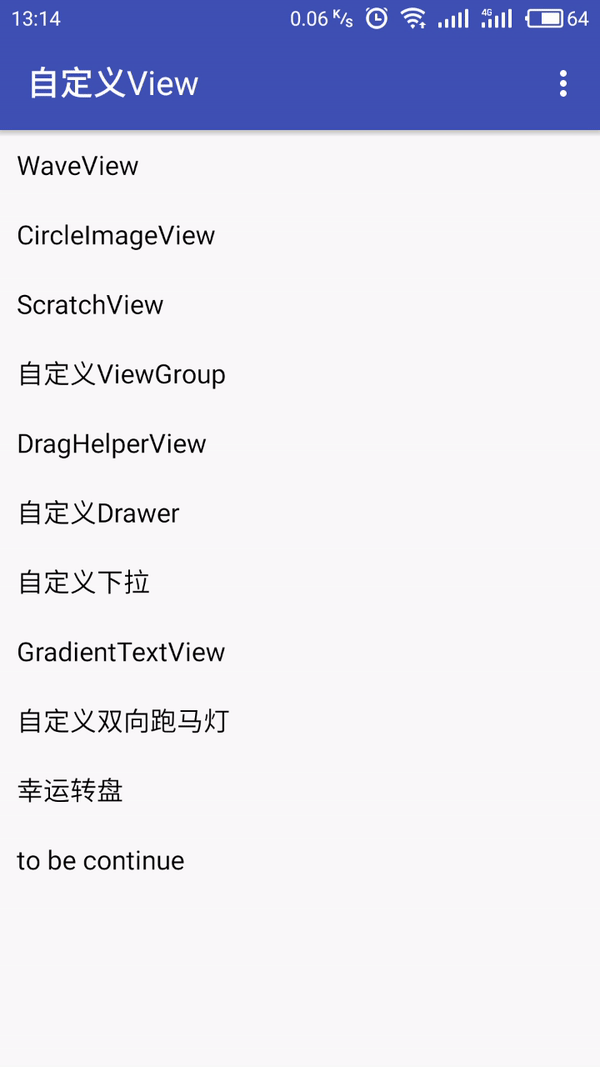 13:14 0.06 K/s 4G 64
自定义View
WaveView
CircleImageView
ScratchView
自定义ViewGroup
DragHelperView
自定义Drawer
自定义下拉
GradientTextView
自定义双向跑马灯
幸运转盘
to be continue